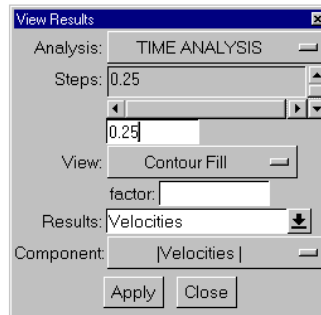 View Results
Analysis: TIME ANALYSIS
Steps: 0.25
0.25
View: Contour Fill
factor:
Results: Velocities
Component: |Velocities |
Apply Close